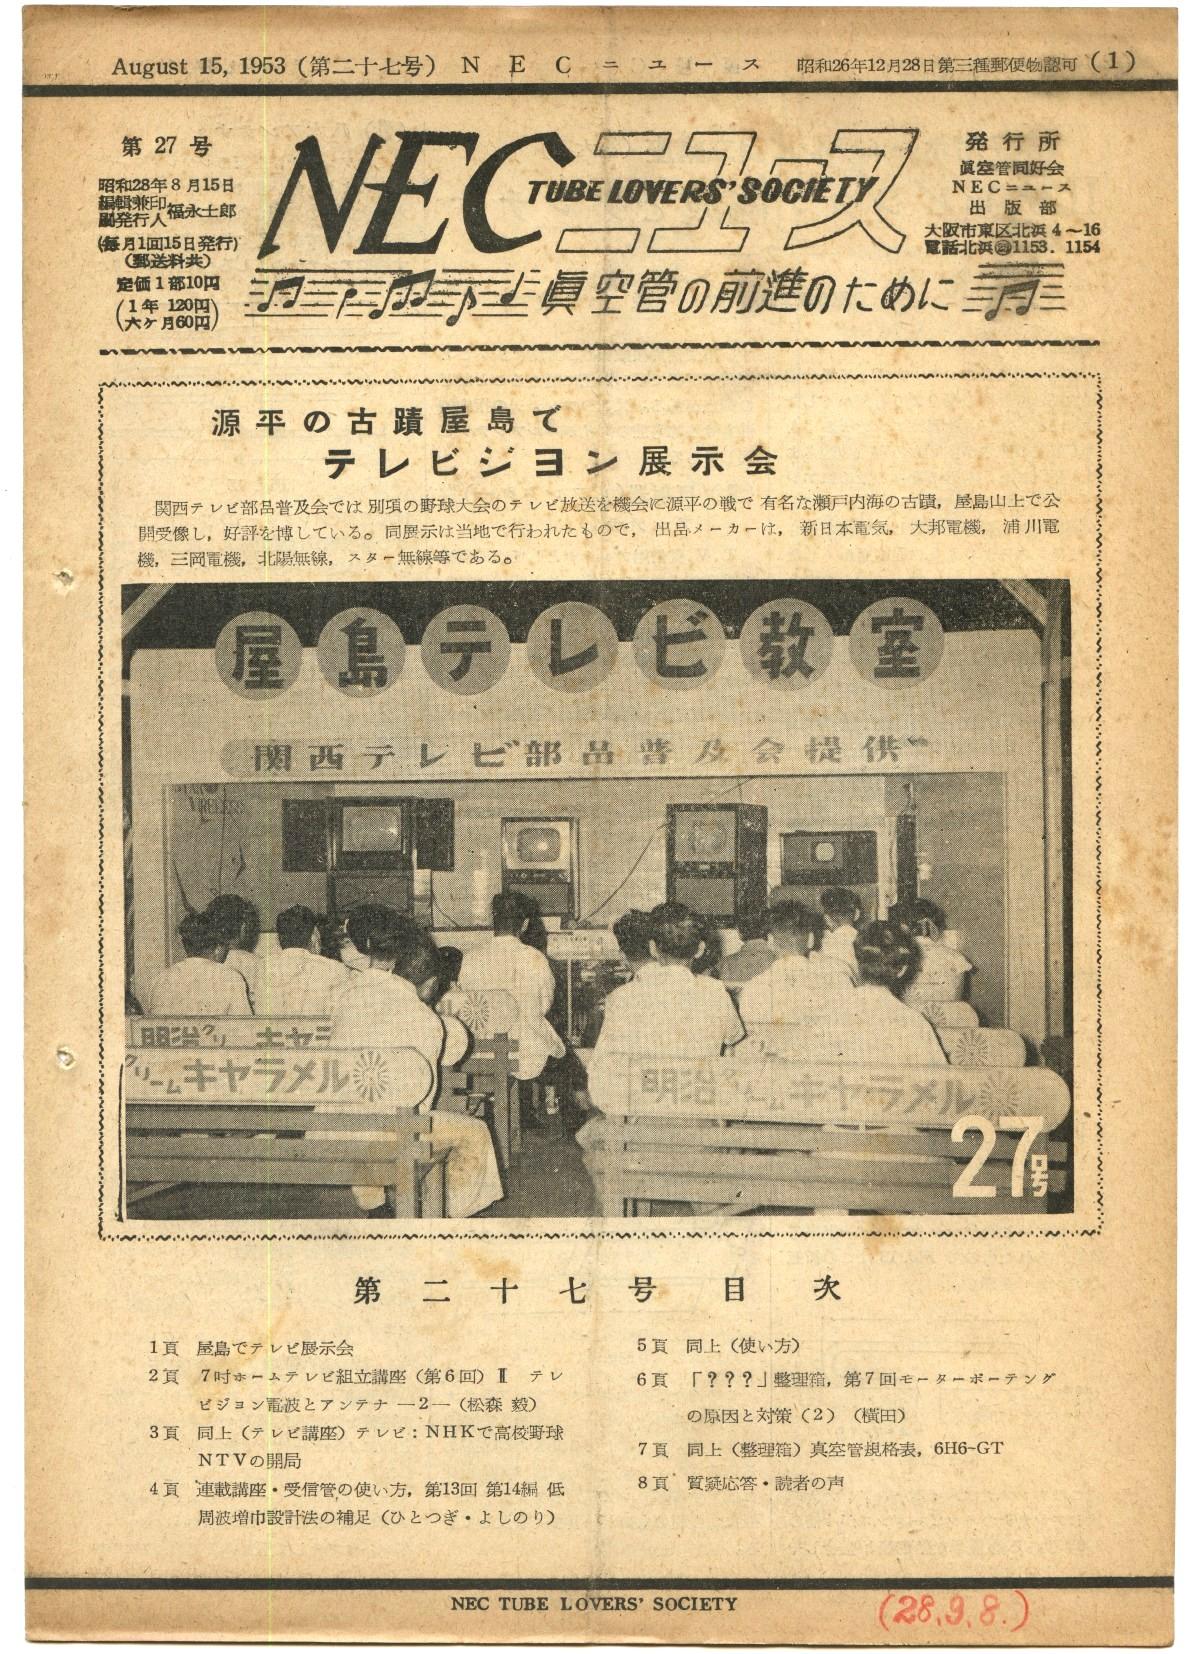 August 15, 1953 (第二十七号) NECニュース 昭和26年12月28日第三種郵便物認可 (1)
第27号
昭和28年8月15日
編輯兼印
刷発行人 福永士郎
(毎月1回15日発行)
(郵送料共)
定価1部10円
(1年 120円)
(六ケ月60円)
NECニュース
TUBE LOVERS' SOCIETY
眞空管の前進のために
発行所
眞空管同好会
NECニュース
出版部
大阪市東区北浜4~16
電話北浜㉓1153. 1154
源平の古蹟屋島で
テレビジヨン展示会
関西テレビ部品普及会では別項の野球大会のテレビ放送を機会に源平の戦で有名な瀬戸内海の古蹟,屋島山上で公
開受像し,好評を博している。同展示は当地で行われたもので,出品メーカーは,新日本電気,大邦電機,浦川電
機,三岡電機,北陽無線,スター無線等である。
屋島テレビ教室
関西テレビ部品普及会提供
明治クリ キャラ
クリームキャラメル
明治クリームキャラメル
27号
第二十七号目次
1頁 屋島でテレビ展示会
2頁 7吋ホームテレビ組立講座(第6回)Ⅱ テレ
ビジョン電波とアンテナ —2—(松森 毅)
3頁 同上(テレビ講座)テレビ:NHKで高校野球
NTVの開局
4頁 連載講座・受信管の使い方,第13回 第14編 低
周波増巾設計法の補足(ひとつぎ・よしのり)
5頁 同上(使い方)
6頁 「???」整理箱,第7回モーターボーテング
の原因と対策(2)(横田)
7頁 同上(整理箱)真空管規格表,6H6-GT
8頁 質疑応答・読者の声
NEC TUBE LOVERS' SOCIETY
(28.9.8.)